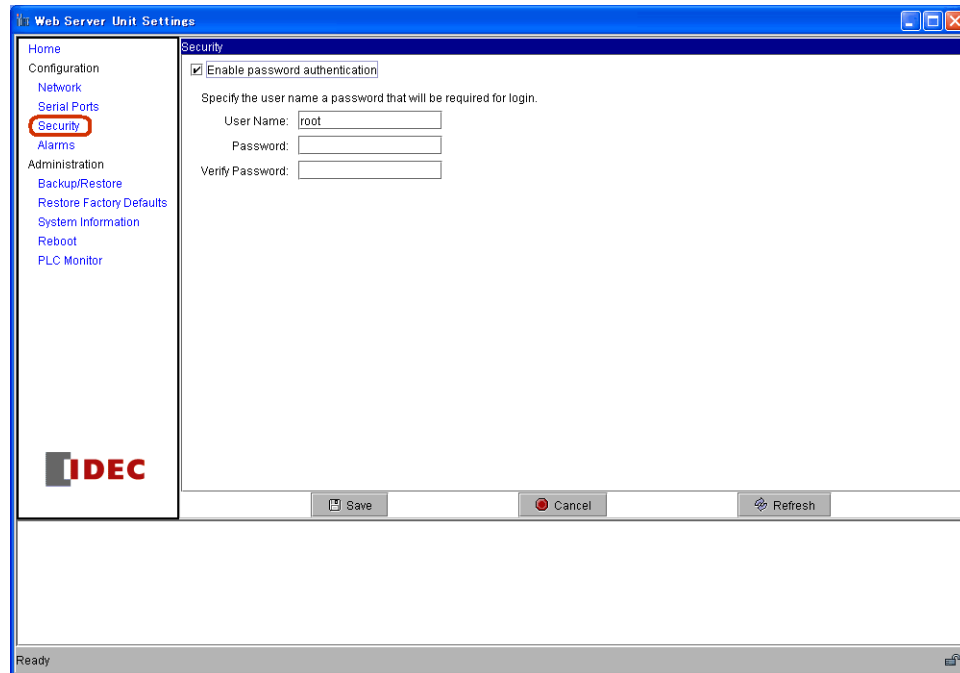 Web Server Unit Settings
Home
Configuration
Network
Serial Ports
Security
Alarms
Administration
Backup/Restore
Restore Factory Defaults
System Information
Reboot
PLC Monitor
IDEC
Security
Enable password authentication
Specify the user name a password that will be required for login.
User Name: root
Password:
Verify Password:
Save Cancel Refresh
Ready